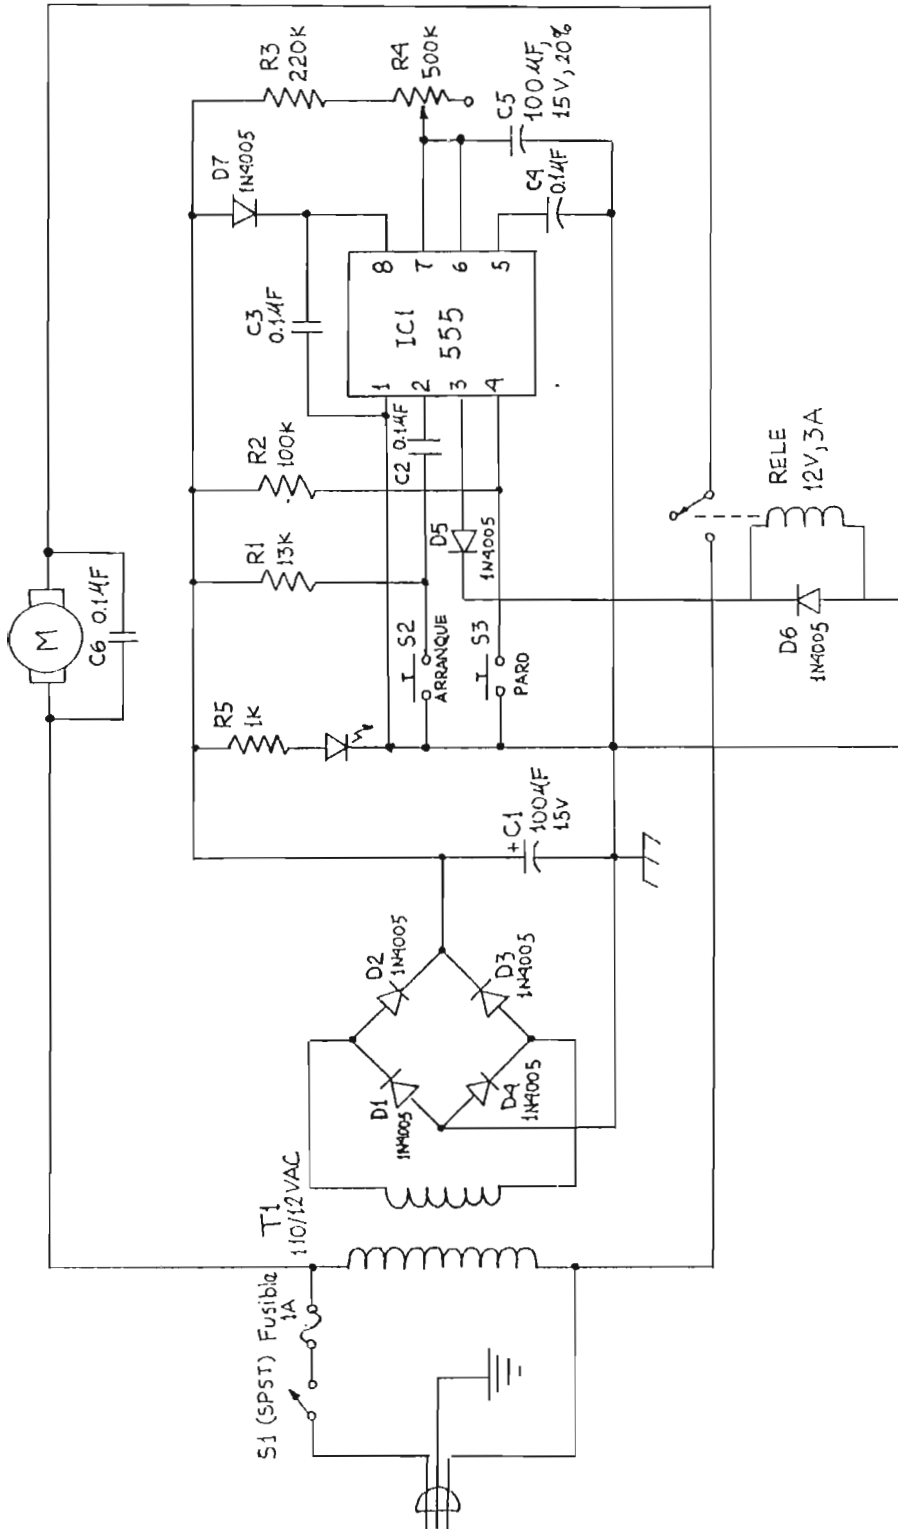 S1 (SPST)
Fusible
1A
T1
110/12VAC
D1
1N4005
D2
1N4005
D3
1N4005
D4
1N4005
+
C1
100µF
15V
M
C6 0.1µF
R5
1K
R1
13K
R2
100K
C3
0.1µF
D7
1N4005
R3
220K
R4
500K
S2
ARRANQUE
S3
PARO
C2 0.1µF
D5
1N4005
IC1
555
1
2
3
4
8
7
6
5
C4
0.1µF
C5
100µF,
15V, 20%
RELE
12V, 3A
D6
1N4005